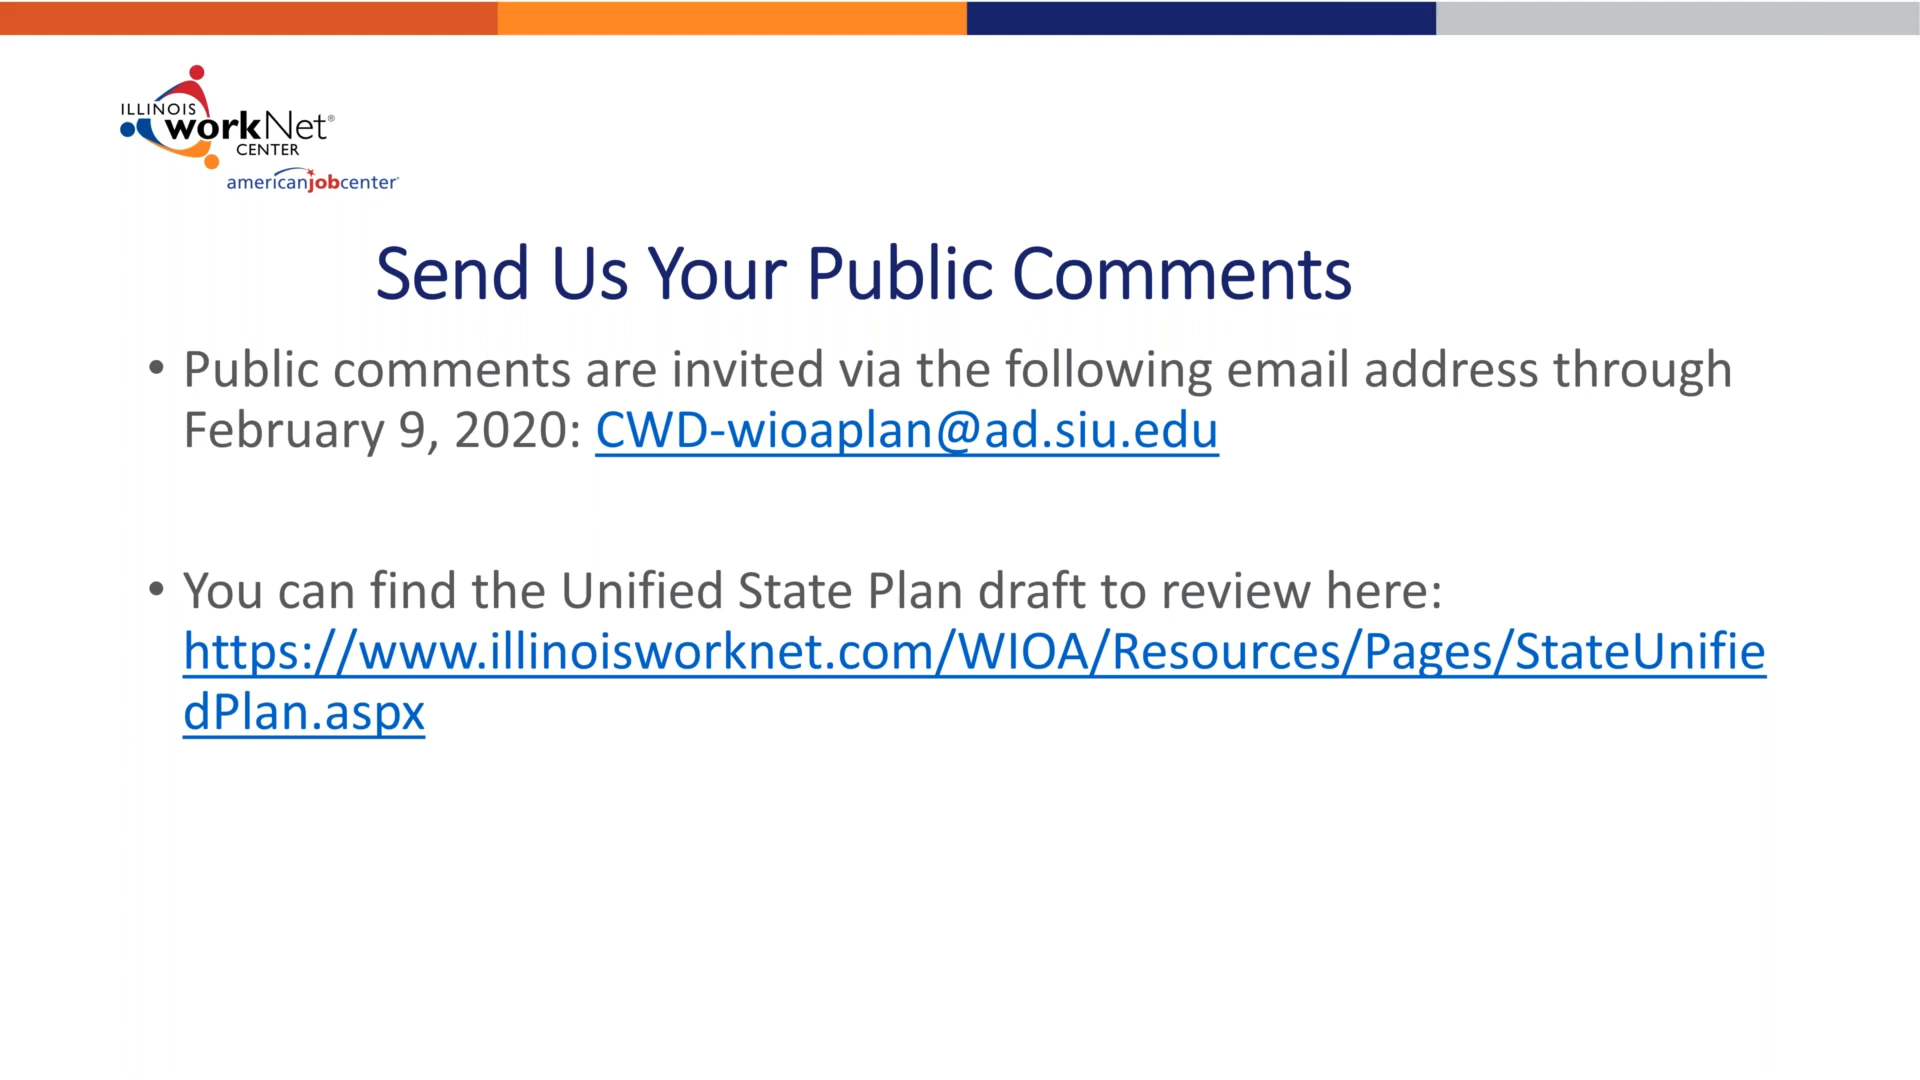 ILLINOIS
workNet®
CENTER
americanjobcenter®
Send Us Your Public Comments
• Public comments are invited via the following email address through
February 9, 2020: CWD-wioaplan@ad.siu.edu
• You can find the Unified State Plan draft to review here:
https://www.illinoisworknet.com/WIOA/Resources/Pages/StateUnifie
dPlan.aspx